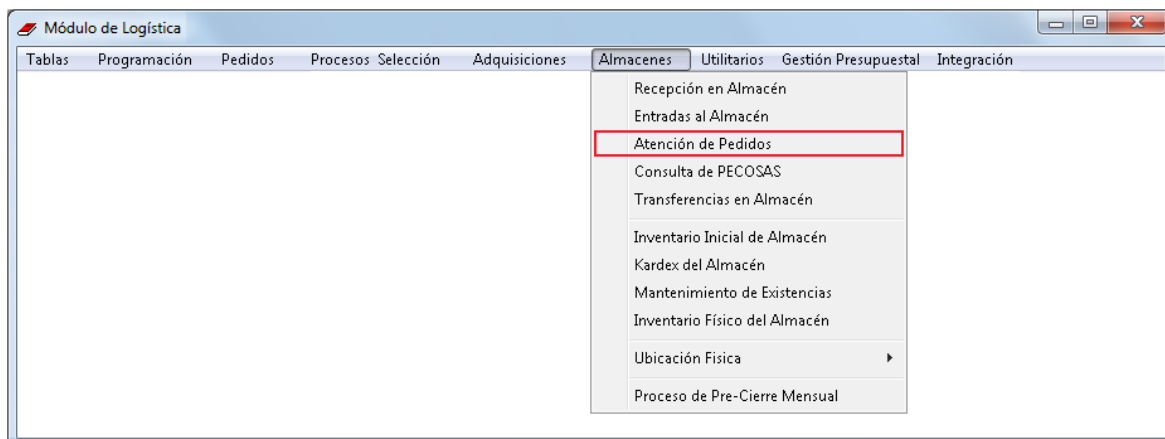 Módulo de Logística
Tablas Programación Pedidos Procesos Selección Adquisiciones Almacenes Utilitarios Gestión Presupuestal Integración
Recepción en Almacén
Entradas al Almacén
Atención de Pedidos
Consulta de PECOSAS
Transferencias en Almacén
Inventario Inicial de Almacén
Kardex del Almacén
Mantenimiento de Existencias
Inventario Físico del Almacén
Ubicación Fisica
Proceso de Pre-Cierre Mensual